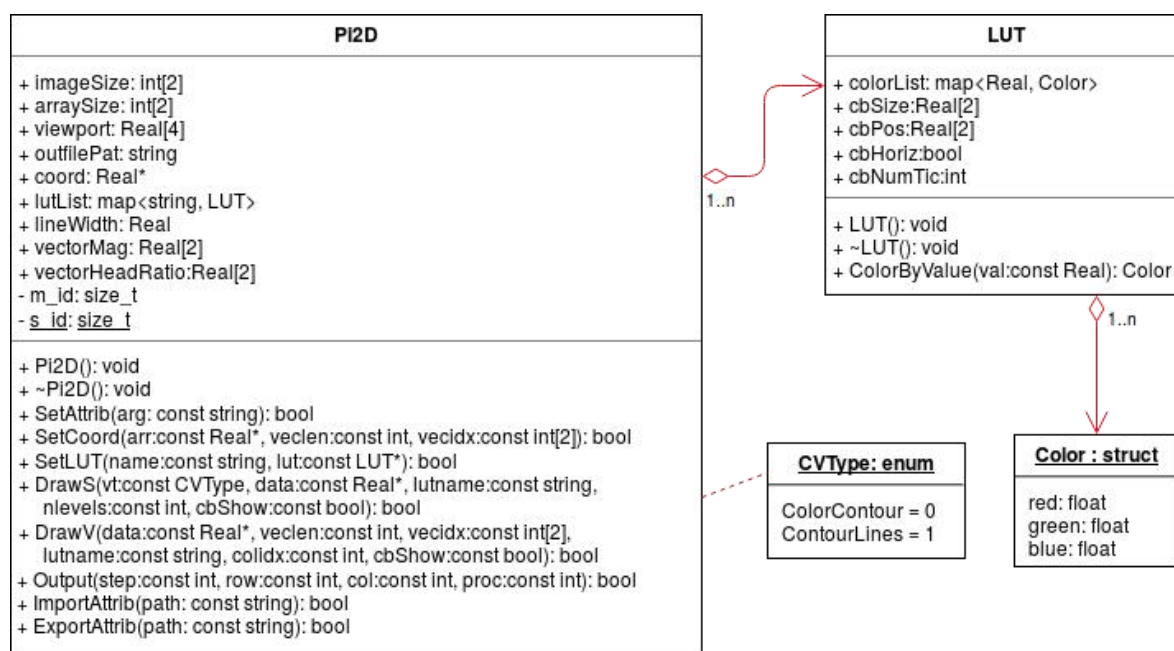 PI2D
+ imageSize: int[2]
+ arraySize: int[2]
+ viewport: Real[4]
+ outfilePat: string
+ coord: Real*
+ lutList: map<string, LUT>
+ lineWidth: Real
+ vectorMag: Real[2]
+ vectorHeadRatio:Real[2]
- m_id: size_t
- s_id: size_t
+ Pi2D(): void
+ ~Pi2D(): void
+ SetAttrib(arg: const string): bool
+ SetCoord(arr:const Real*, veclen:const int, vecidx:const int[2]): bool
+ SetLUT(name:const string, lut:const LUT*): bool
+ DrawS(vt:const CVType, data:const Real*, lutname:const string,
nlevels:const int, cbShow:const bool): bool
+ DrawV(data:const Real*, veclen:const int, vecidx:const int[2],
lutname:const string, colidx:const int, cbShow:const bool): bool
+ Output(step:const int, row:const int, col:const int, proc:const int): bool
+ ImportAttrib(path: const string): bool
+ ExportAttrib(path: const string): bool
1..n
LUT
+ colorList: map<Real, Color>
+ cbSize:Real[2]
+ cbPos:Real[2]
+ cbHoriz:bool
+ cbNumTic:int
+ LUT(): void
+ ~LUT(): void
+ ColorByValue(val:const Real): Color
1..n
CVType: enum
ColorContour = 0
ContourLines = 1
Color : struct
red: float
green: float
blue: float